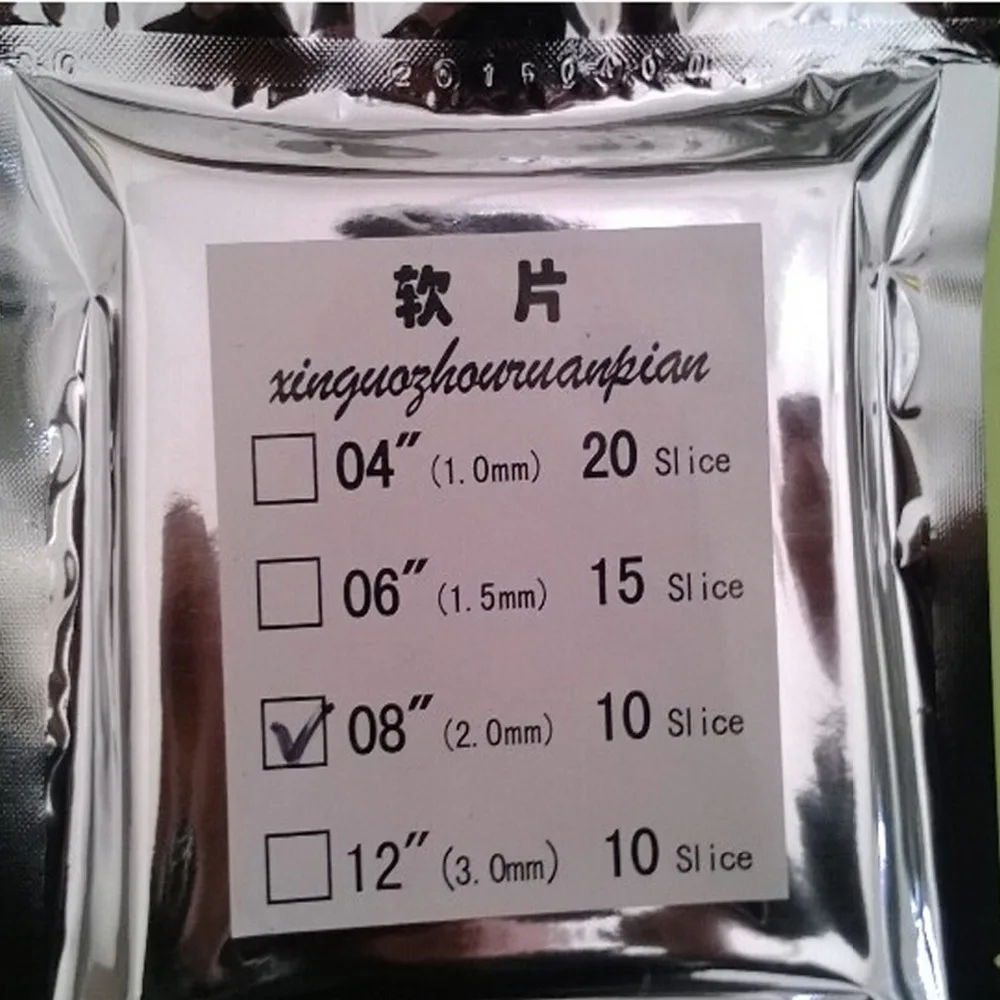 软 片
xinguozhouruanpian
04" (1.0mm) 20 Slice
06" (1.5mm) 15 Slice
08" (2.0mm) 10 Slice
12" (3.0mm) 10 Slice